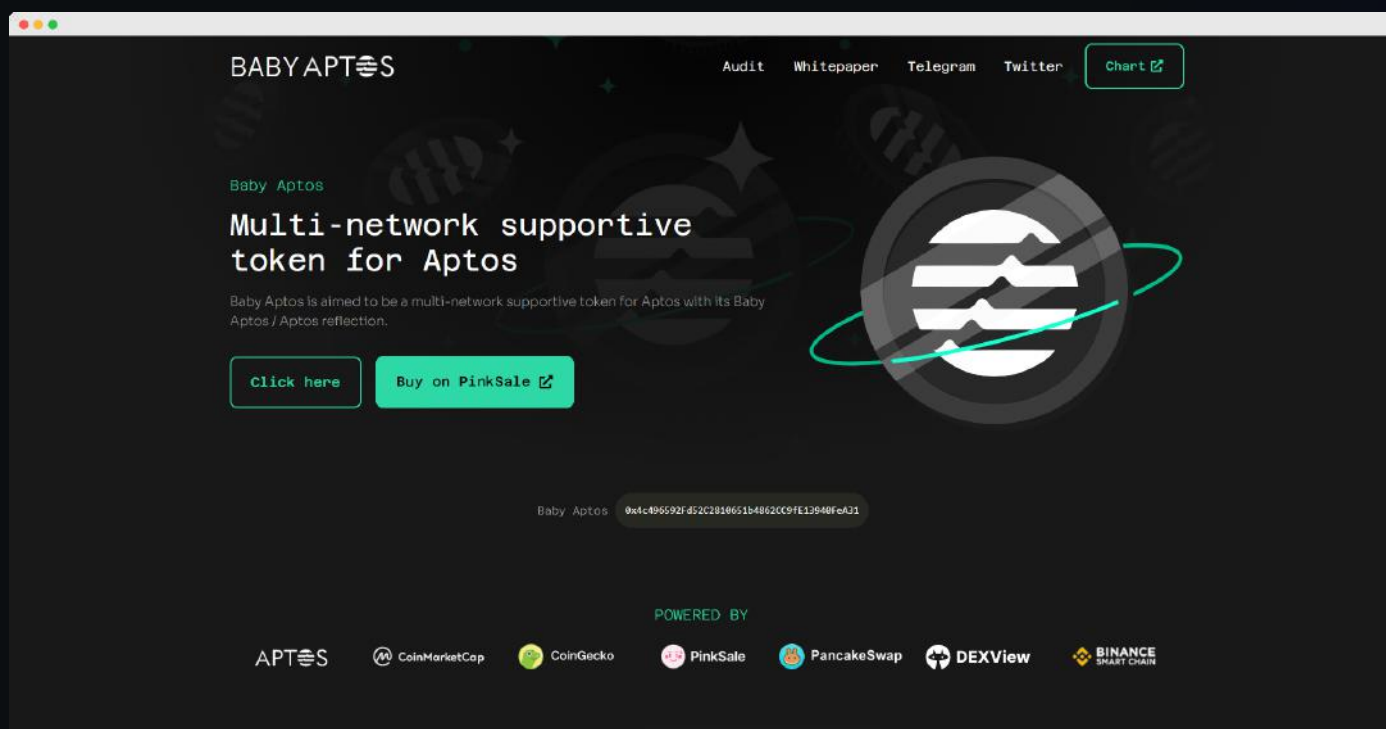 BABY APTOS
Audit Whitepaper Telegram Twitter Chart
Baby Aptos
Multi-network supportive
token for Aptos
Baby Aptos is aimed to be a multi-network supportive token for Aptos with its Baby
Aptos / Aptos reflection.
Click here Buy on PinkSale
Baby Aptos 0x4c496592Fd52C2810651b4862CC9fE13940FeA31
POWERED BY
APTOS CoinMarketCap CoinGecko PinkSale PancakeSwap DEXView BINANCE
SMART CHAIN